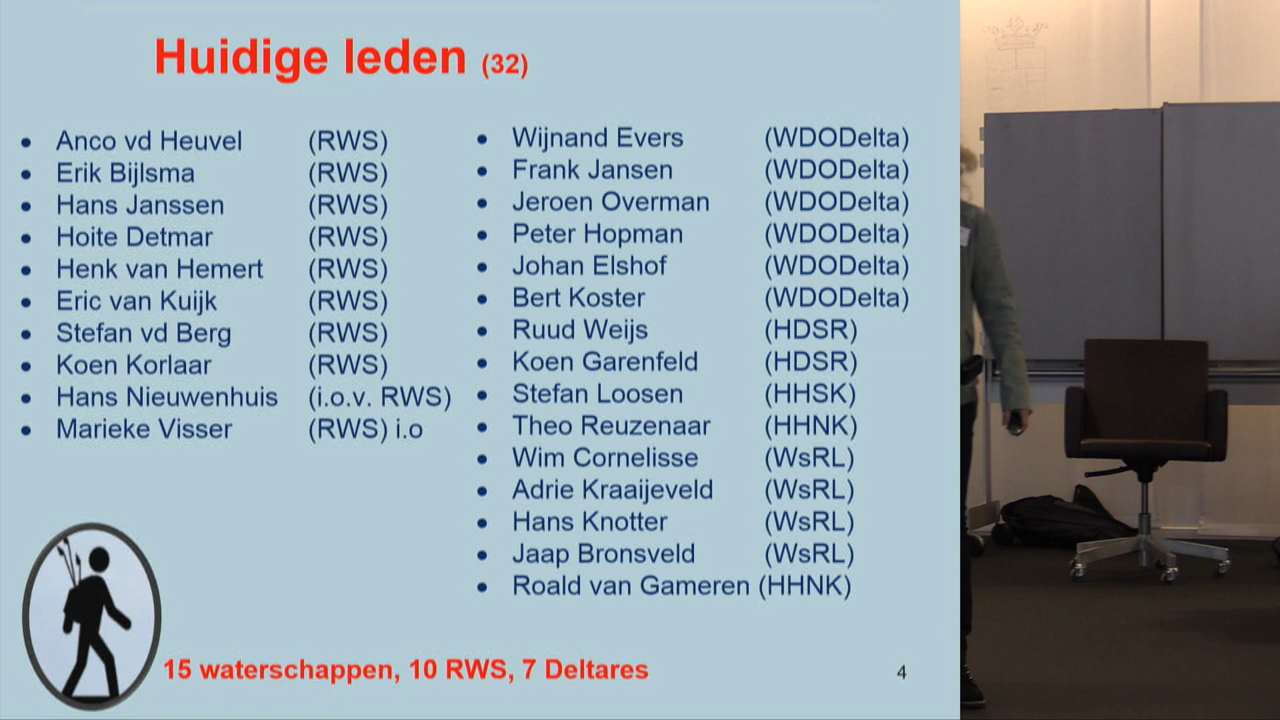 Huidige leden (32)
• Anco vd Heuvel (RWS)
• Erik Bijlsma (RWS)
• Hans Janssen (RWS)
• Hoite Detmar (RWS)
• Henk van Hemert (RWS)
• Eric van Kuijk (RWS)
• Stefan vd Berg (RWS)
• Koen Korlaar (RWS)
• Hans Nieuwenhuis (i.o.v. RWS)
• Marieke Visser (RWS) i.o
• Wijnand Evers (WDODelta)
• Frank Jansen (WDODelta)
• Jeroen Overman (WDODelta)
• Peter Hopman (WDODelta)
• Johan Elshof (WDODelta)
• Bert Koster (WDODelta)
• Ruud Weijs (HDSR)
• Koen Garenfeld (HDSR)
• Stefan Loosen (HHSK)
• Theo Reuzenaar (HHNK)
• Wim Cornelisse (WsRL)
• Adrie Kraaijeveld (WsRL)
• Hans Knotter (WsRL)
• Jaap Bronsveld (WsRL)
• Roald van Gameren (HHNK)
15 waterschappen, 10 RWS, 7 Deltares
4